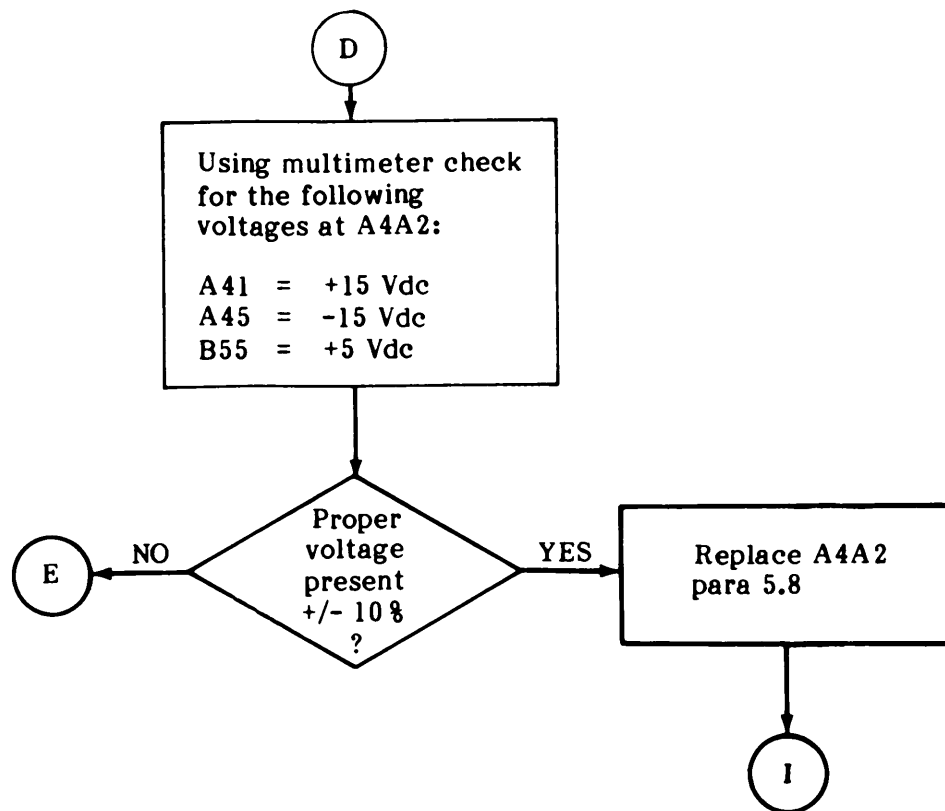 D
Using multimeter check
for the following
voltages at A4A2:
A41 = +15 Vdc
A45 = -15 Vdc
B55 = +5 Vdc
Proper
voltage
present
+/- 10%
?
NO
E
YES
Replace A4A2
para 5.8
I